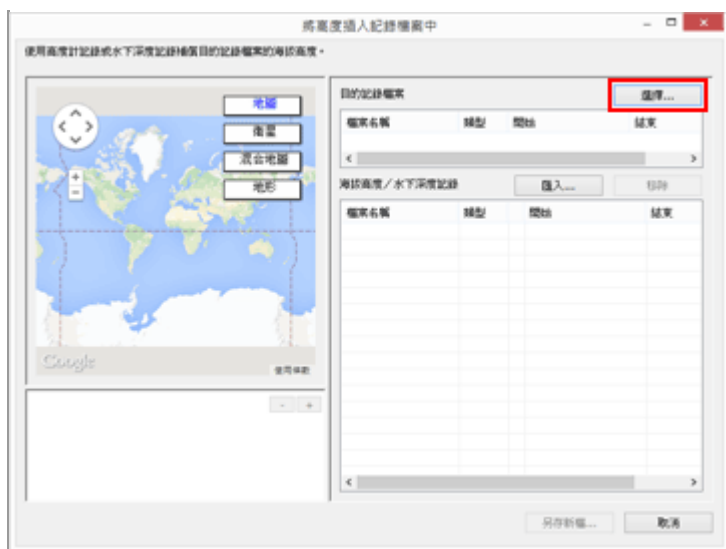 將高度插入記錄檔案中
使用高度計記錄或水下深度記錄補償目的記錄檔案的海拔高度。
地圖
衛星
混合地圖
地形
Google
使用條款
- +
目的記錄檔案
選擇...
檔案名稱 類型 開始 結束
海拔高度/水下深度記錄
匯入...
移除
檔案名稱 類型 開始 結束
另存新檔...
取消